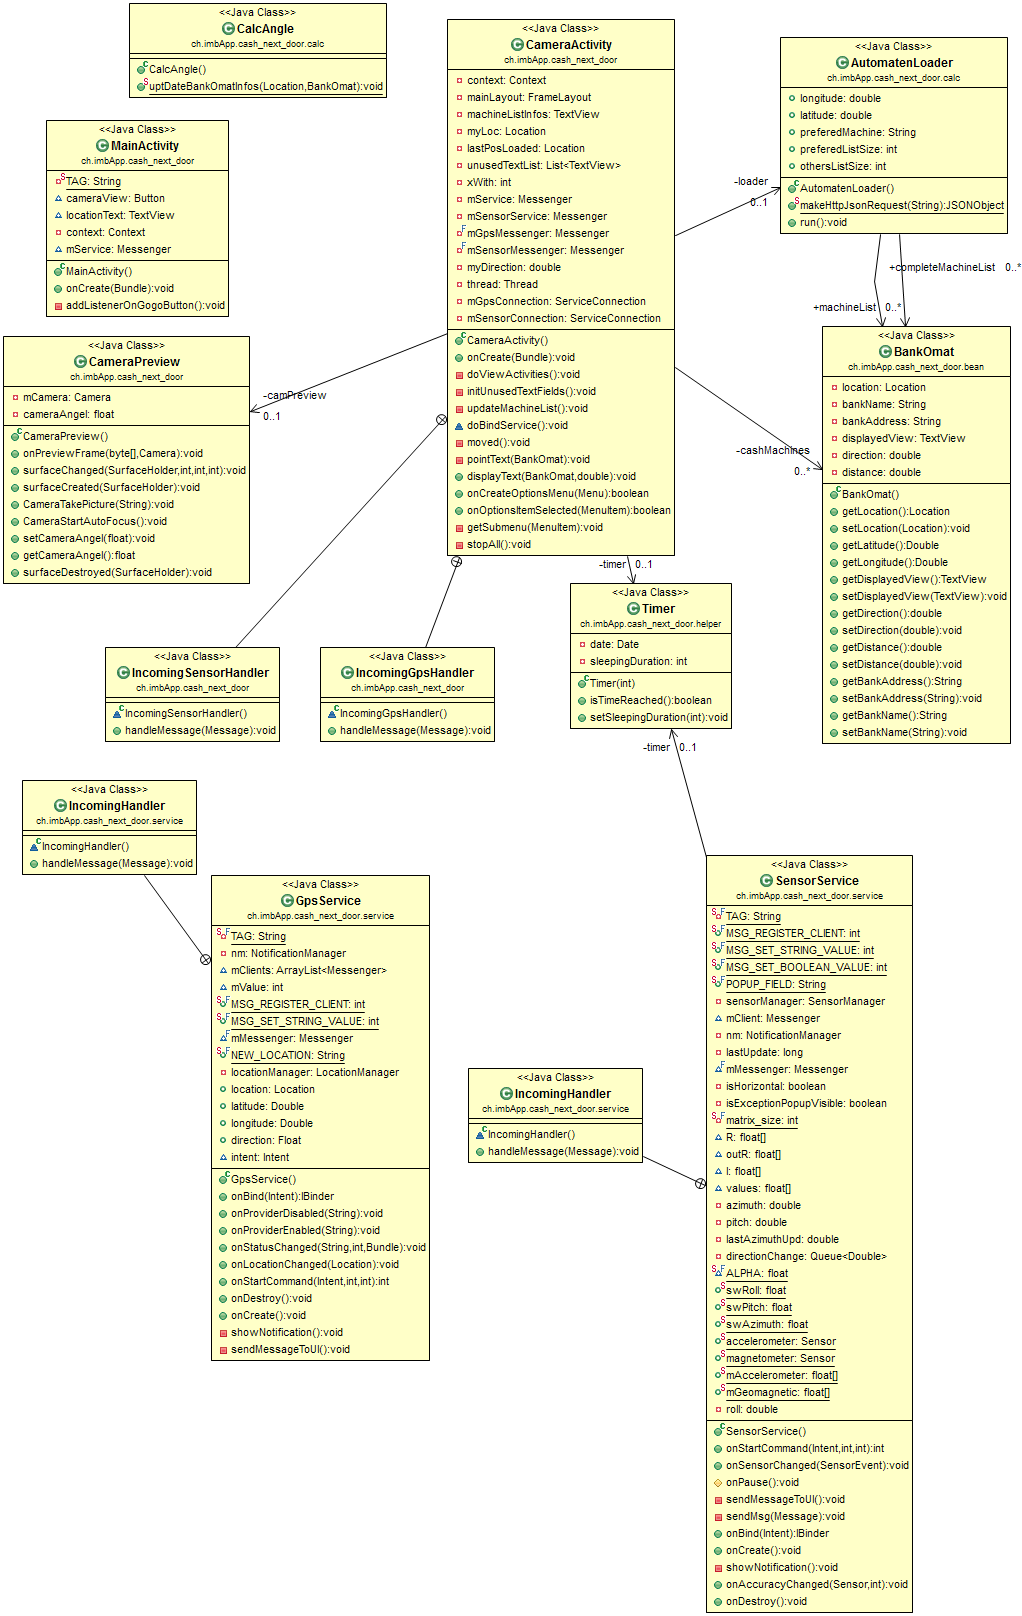 <<Java Class>>
CalcAngle
ch.imbApp.cash_next_door.calc
CalcAngle()
uptDateBankOmatInfos(Location,BankOmat):void
<<Java Class>>
MainActivity
ch.imbApp.cash_next_door
TAG: String
cameraView: Button
locationText: TextView
context: Context
mService: Messenger
MainActivity()
onCreate(Bundle):void
addListenerOnGogoButton():void
<<Java Class>>
CameraPreview
ch.imbApp.cash_next_door
mCamera: Camera
cameraAngel: float
CameraPreview()
onPreviewFrame(byte[],Camera):void
surfaceChanged(SurfaceHolder,int,int,int):void
surfaceCreated(SurfaceHolder):void
CameraTakePicture(String):void
CameraStartAutoFocus():void
setCameraAngel(float):void
getCameraAngel():float
surfaceDestroyed(SurfaceHolder):void
<<Java Class>>
CameraActivity
ch.imbApp.cash_next_door
context: Context
mainLayout: FrameLayout
machineListInfos: TextView
myLoc: Location
lastPosLoaded: Location
unusedTextList: List<TextView>
xWith: int
mService: Messenger
mSensorService: Messenger
mGpsMessenger: Messenger
mSensorMessenger: Messenger
myDirection: double
thread: Thread
mGpsConnection: ServiceConnection
mSensorConnection: ServiceConnection
CameraActivity()
onCreate(Bundle):void
doViewActivities():void
initUnusedTextFields():void
updateMachineList():void
doBindService():void
moved():void
pointText(BankOmat):void
displayText(BankOmat,double):void
onCreateOptionsMenu(Menu):boolean
onOptionsItemSelected(MenuItem):boolean
getSubmenu(MenuItem):void
stopAll():void
<<Java Class>>
AutomatenLoader
ch.imbApp.cash_next_door.calc
longitude: double
latitude: double
preferedMachine: String
preferedListSize: int
othersListSize: int
AutomatenLoader()
makeHttpJsonRequest(String):JSONObject
run():void
-loader
0..1
+completeMachineList 0..*
+machineList 0..*
-camPreview
0..1
-cashMachines
0..*
-timer 0..1
<<Java Class>>
BankOmat
ch.imbApp.cash_next_door.bean
location: Location
bankName: String
bankAddress: String
displayedView: TextView
direction: double
distance: double
BankOmat()
getLocation():Location
setLocation(Location):void
getLatitude():Double
getLongitude():Double
getDisplayedView():TextView
setDisplayedView(TextView):void
getDirection():double
setDirection(double):void
getDistance():double
setDistance(double):void
getBankAddress():String
setBankAddress(String):void
getBankName():String
setBankName(String):void
<<Java Class>>
IncomingSensorHandler
ch.imbApp.cash_next_door
IncomingSensorHandler()
handleMessage(Message):void
<<Java Class>>
IncomingGpsHandler
ch.imbApp.cash_next_door
IncomingGpsHandler()
handleMessage(Message):void
<<Java Class>>
Timer
ch.imbApp.cash_next_door.helper
date: Date
sleepingDuration: int
Timer(int)
isTimeReached():boolean
setSleepingDuration(int):void
-timer 0..1
<<Java Class>>
IncomingHandler
ch.imbApp.cash_next_door.service
IncomingHandler()
handleMessage(Message):void
<<Java Class>>
GpsService
ch.imbApp.cash_next_door.service
TAG: String
nm: NotificationManager
mClients: ArrayList<Messenger>
mValue: int
MSG_REGISTER_CLIENT: int
MSG_SET_STRING_VALUE: int
mMessenger: Messenger
NEW_LOCATION: String
locationManager: LocationManager
location: Location
latitude: Double
longitude: Double
direction: Float
intent: Intent
GpsService()
onBind(Intent):IBinder
onProviderDisabled(String):void
onProviderEnabled(String):void
onStatusChanged(String,int,Bundle):void
onLocationChanged(Location):void
onStartCommand(Intent,int,int):int
onDestroy():void
onCreate():void
showNotification():void
sendMessageToUI():void
<<Java Class>>
IncomingHandler
ch.imbApp.cash_next_door.service
IncomingHandler()
handleMessage(Message):void
<<Java Class>>
SensorService
ch.imbApp.cash_next_door.service
TAG: String
MSG_REGISTER_CLIENT: int
MSG_SET_STRING_VALUE: int
MSG_SET_BOOLEAN_VALUE: int
POPUP_FIELD: String
sensorManager: SensorManager
mClient: Messenger
nm: NotificationManager
lastUpdate: long
mMessenger: Messenger
isHorizontal: boolean
isExceptionPopupVisible: boolean
matrix_size: int
R: float[]
outR: float[]
I: float[]
values: float[]
azimuth: double
pitch: double
lastAzimuthUpd: double
directionChange: Queue<Double>
ALPHA: float
swRoll: float
swPitch: float
swAzimuth: float
accelerometer: Sensor
magnetometer: Sensor
mAccelerometer: float[]
mGeomagnetic: float[]
roll: double
SensorService()
onStartCommand(Intent,int,int):int
onSensorChanged(SensorEvent):void
onPause():void
sendMessageToUI():void
sendMsg(Message):void
onBind(Intent):IBinder
onCreate():void
showNotification():void
onAccuracyChanged(Sensor,int):void
onDestroy():void